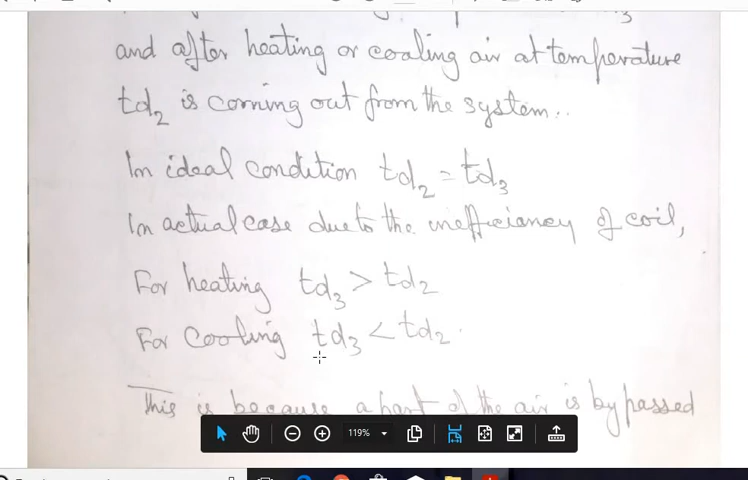 and after heating or cooling air at temperature
td₂ is coming out from the system..
In ideal condition td₂ = td₃
In actual case due to the inefficiency of coil,
For heating td₃ > td₂
For cooling td₃ < td₂.
This is because a part of the air is bypassed
119%